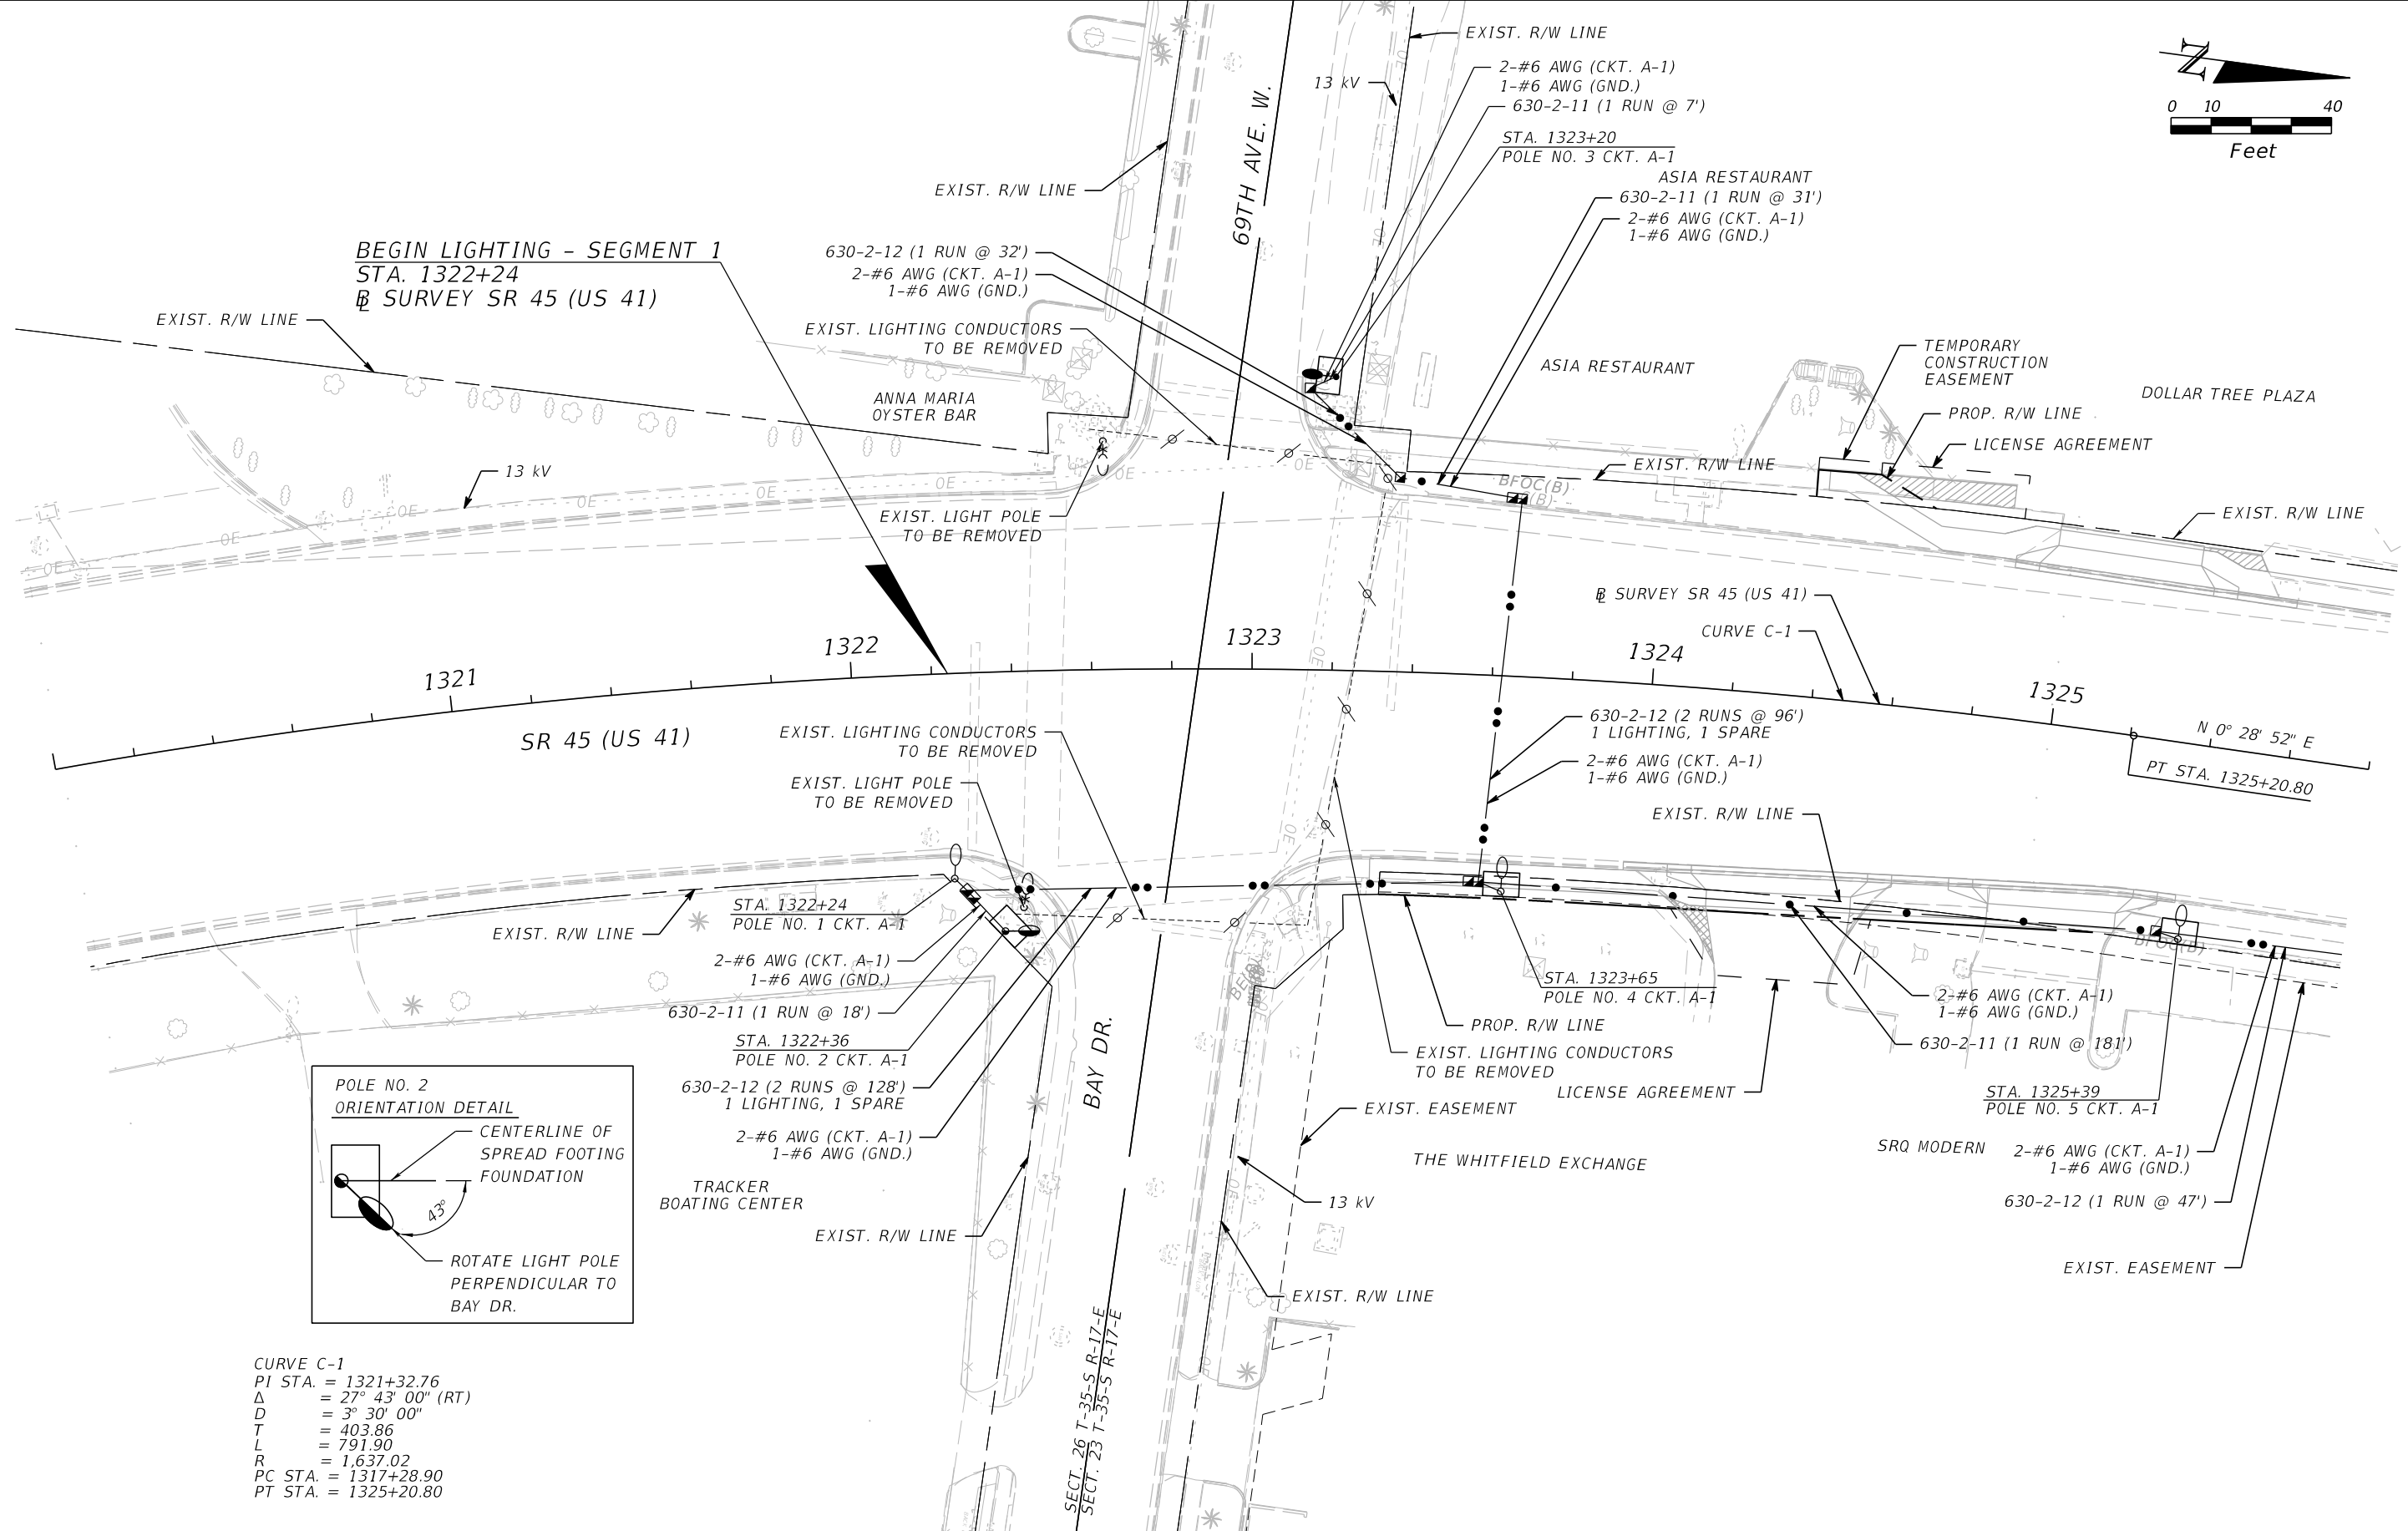 EXIST. R/W LINE
2-#6 AWG (CKT. A-1)
1-#6 AWG (GND.)
630-2-11 (1 RUN @ 7')
13 kV
STA. 1323+20
POLE NO. 3 CKT. A-1
ASIA RESTAURANT
630-2-11 (1 RUN @ 31')
2-#6 AWG (CKT. A-1)
1-#6 AWG (GND.)
N
0 10 40
Feet
69TH AVE. W.
EXIST. R/W LINE
BEGIN LIGHTING - SEGMENT 1
STA. 1322+24
BL SURVEY SR 45 (US 41)
630-2-12 (1 RUN @ 32')
2-#6 AWG (CKT. A-1)
1-#6 AWG (GND.)
EXIST. R/W LINE
EXIST. LIGHTING CONDUCTORS
TO BE REMOVED
ANNA MARIA
OYSTER BAR
ASIA RESTAURANT
TEMPORARY
CONSTRUCTION
EASEMENT
DOLLAR TREE PLAZA
PROP. R/W LINE
LICENSE AGREEMENT
EXIST. R/W LINE
13 kV
EXIST. LIGHT POLE
TO BE REMOVED
BFOC(B)
(B)
EXIST. R/W LINE
OE
OE
OE
OE
OE
OE
OE
OE
OE
OE
OE
BL SURVEY SR 45 (US 41)
CURVE C-1
1321
1322
1323
1324
1325
SR 45 (US 41)
N 0° 28' 52" E
PT STA. 1325+20.80
EXIST. LIGHTING CONDUCTORS
TO BE REMOVED
630-2-12 (2 RUNS @ 96')
1 LIGHTING, 1 SPARE
2-#6 AWG (CKT. A-1)
1-#6 AWG (GND.)
EXIST. LIGHT POLE
TO BE REMOVED
EXIST. R/W LINE
OE
STA. 1322+24
POLE NO. 1 CKT. A-1
EXIST. R/W LINE
2-#6 AWG (CKT. A-1)
1-#6 AWG (GND.)
630-2-11 (1 RUN @ 18')
STA. 1322+36
POLE NO. 2 CKT. A-1
630-2-12 (2 RUNS @ 128')
1 LIGHTING, 1 SPARE
2-#6 AWG (CKT. A-1)
1-#6 AWG (GND.)
BFOC(B)
STA. 1323+65
POLE NO. 4 CKT. A-1
2-#6 AWG (CKT. A-1)
1-#6 AWG (GND.)
PROP. R/W LINE
630-2-11 (1 RUN @ 181')
EXIST. LIGHTING CONDUCTORS
TO BE REMOVED
LICENSE AGREEMENT
EXIST. EASEMENT
STA. 1325+39
POLE NO. 5 CKT. A-1
BAY DR.
THE WHITFIELD EXCHANGE
SRQ MODERN
2-#6 AWG (CKT. A-1)
1-#6 AWG (GND.)
630-2-12 (1 RUN @ 47')
EXIST. EASEMENT
TRACKER
BOATING CENTER
EXIST. R/W LINE
13 kV
OE
EXIST. R/W LINE
OE
SECT. 26 T-35-S R-17-E
SECT. 23 T-35-S R-17-E
POLE NO. 2
ORIENTATION DETAIL
CENTERLINE OF
SPREAD FOOTING
FOUNDATION
43°
ROTATE LIGHT POLE
PERPENDICULAR TO
BAY DR.
CURVE C-1
PI STA. = 1321+32.76
Δ = 27° 43' 00" (RT)
D = 3° 30' 00"
T = 403.86
L = 791.90
R = 1,637.02
PC STA. = 1317+28.90
PT STA. = 1325+20.80